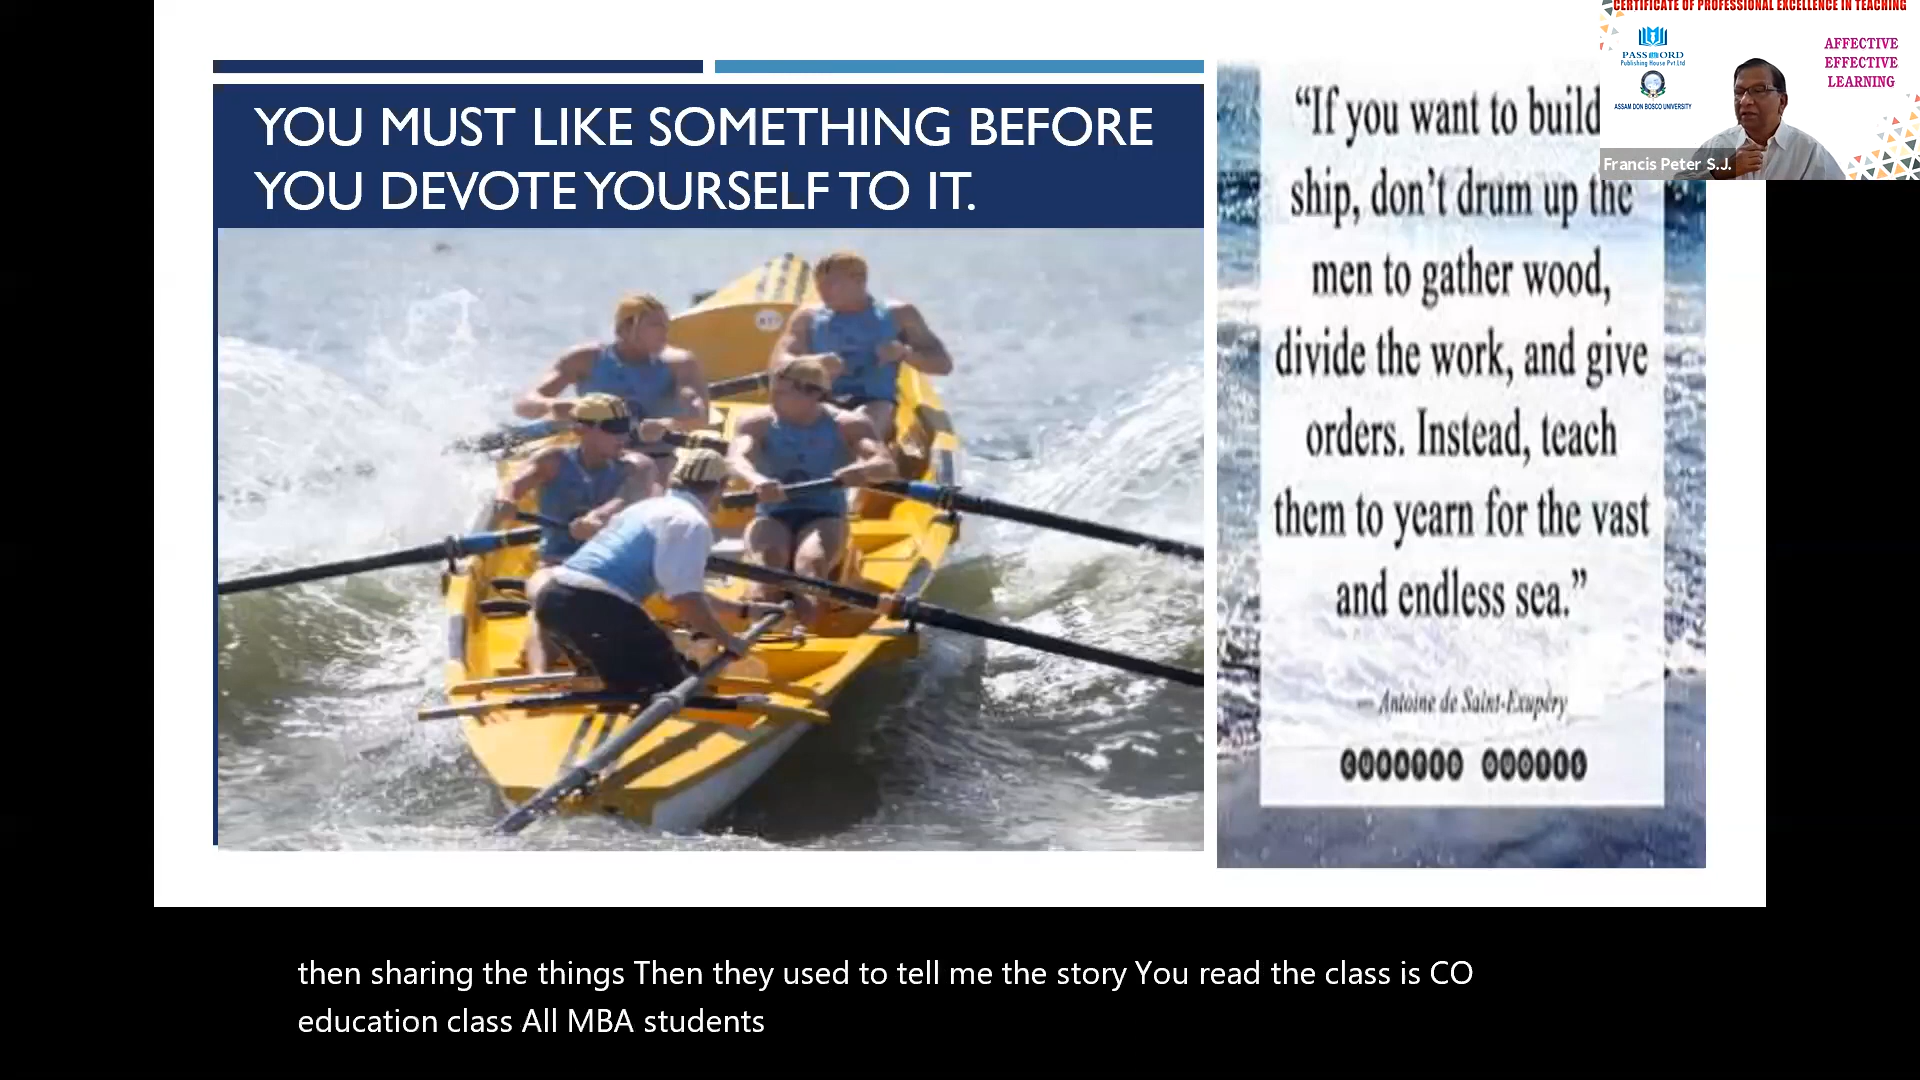 YOU MUST LIKE SOMETHING BEFORE
YOU DEVOTE YOURSELF TO IT.
“If you want to build
ship, don’t drum up the
men to gather wood,
divide the work, and give
orders. Instead, teach
them to yearn for the vast
and endless sea.”
— Antoine de Saint-Exupéry
CERTIFICATE OF PROFESSIONAL EXCELLENCE IN TEACHING
PASSWORD
Publishing House Pvt Ltd
ASSAM DON BOSCO UNIVERSITY
AFFECTIVE
EFFECTIVE
LEARNING
Francis Peter S.J.
then sharing the things Then they used to tell me the story You read the class is CO
education class All MBA students